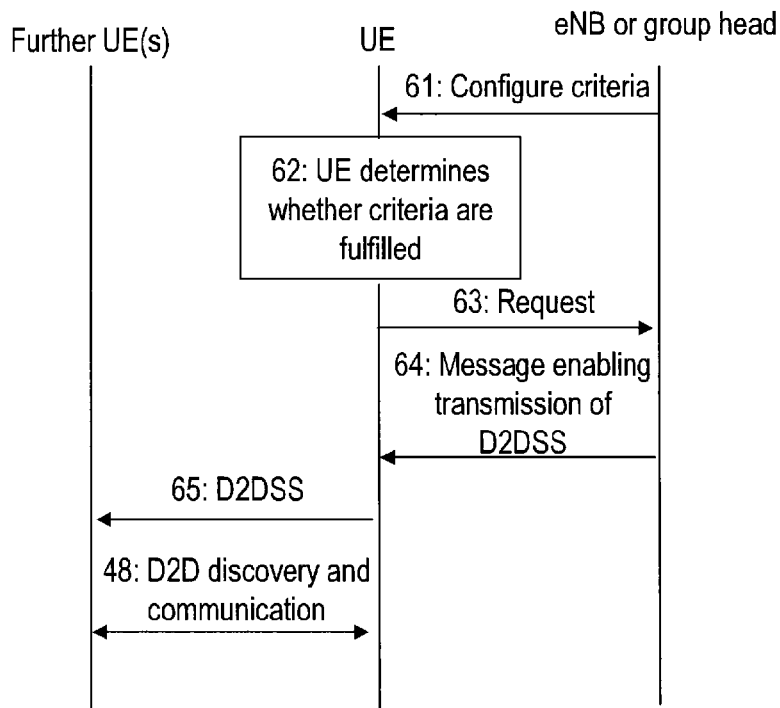 Further UE(s)
UE
eNB or group head
61: Configure criteria
62: UE determines
whether criteria are
fulfilled
63: Request
64: Message enabling
transmission of
D2DSS
65: D2DSS
48: D2D discovery and
communication